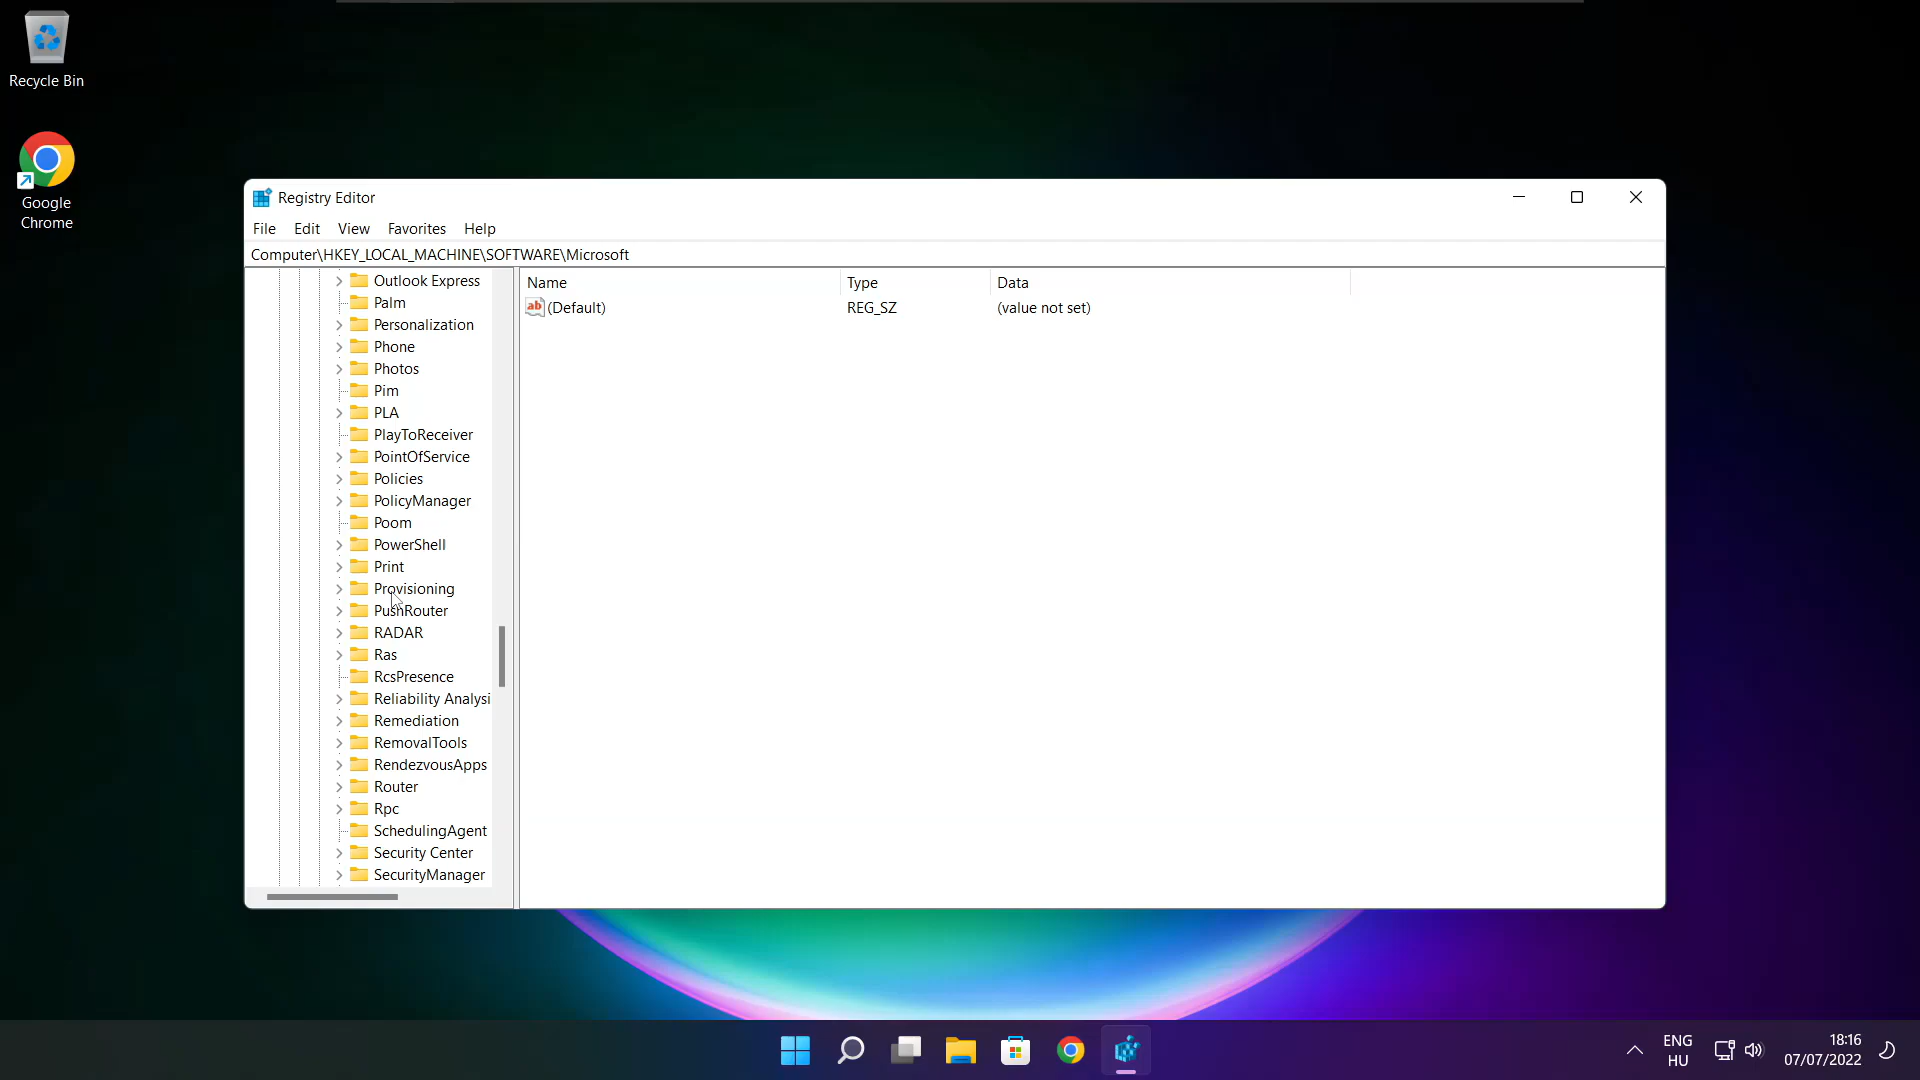 Recycle Bin
Google
Chrome
Registry Editor
File Edit View Favorites Help
Computer\HKEY_LOCAL_MACHINE\SOFTWARE\Microsoft
Outlook Express
Palm
Personalization
Phone
Photos
Pim
PLA
PlayToReceiver
PointOfService
Policies
PolicyManager
Poom
PowerShell
Print
Provisioning
PushRouter
RADAR
Ras
RcsPresence
Reliability Analysi
Remediation
RemovalTools
RendezvousApps
Router
Rpc
SchedulingAgent
Security Center
SecurityManager
Name Type Data
ab (Default) REG_SZ (value not set)
ENG
HU
18:16
07/07/2022